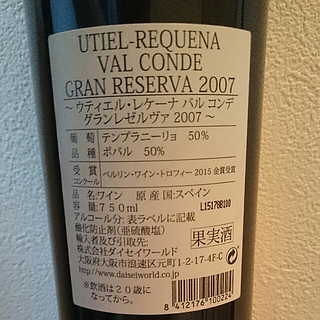 UTIEL-REQUENA
VAL CONDE
GRAN RESERVA 2007
～ウティエル・レケーナ バル コンデ
グランレゼルヴァ 2007～
葡萄品種 テンプラニーリョ 50%
ボバル 50%
受賞コンクール ベルリン・ワイン・トロフィー 2015 金賞受賞
品名:ワイン 原産国:スペイン
容量:750ml L15179B100
アルコール分:表ラベルに記載
酸化防止剤(亜硫酸塩)
輸入者及び引取先:
株式会社ダイセイワールド
大阪府大阪市浪速区元町1-2-17-4F-C
http://www.daiseiworld.co.jp
果実酒
※飲酒は20歳に
なってから。
8 412176 100224